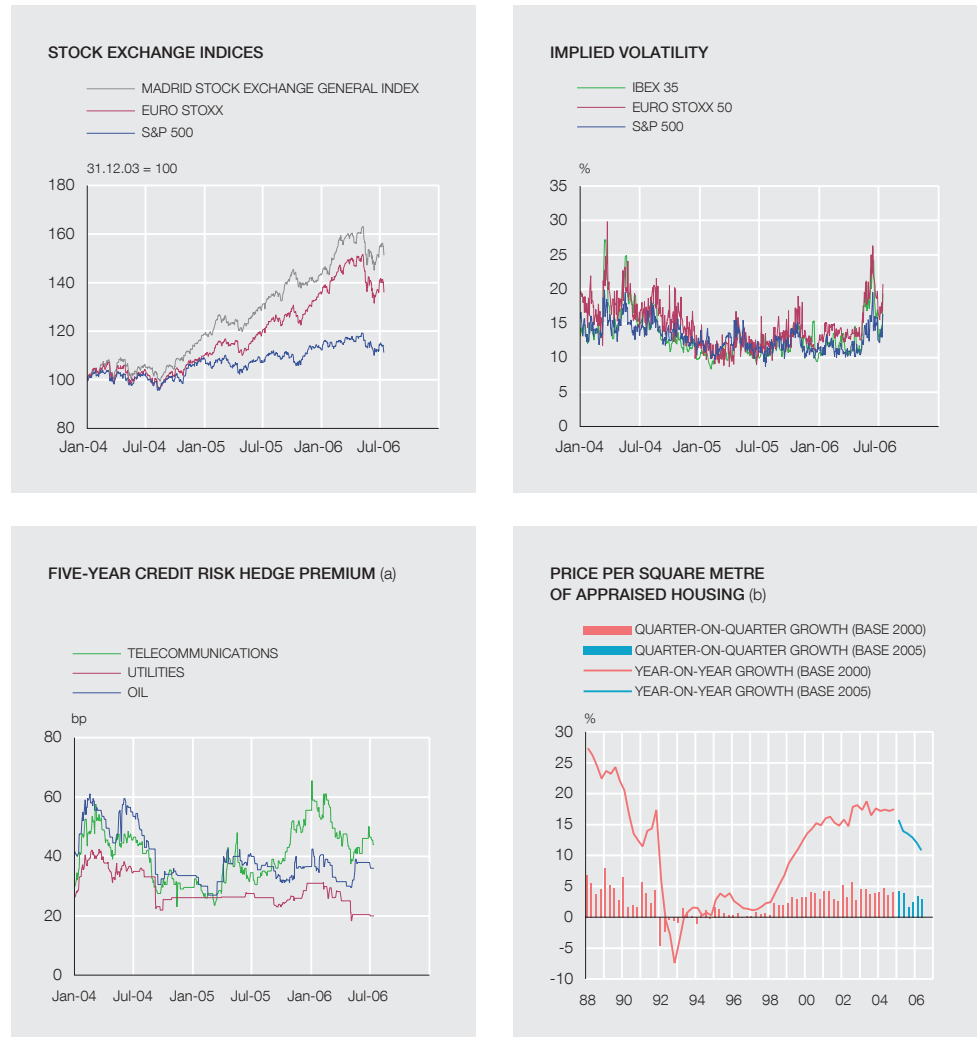 STOCK EXCHANGE INDICES
MADRID STOCK EXCHANGE GENERAL INDEX
EURO STOXX
S&P 500
31.12.03 = 100
180
160
140
120
100
80
Jan-04 Jul-04 Jan-05 Jul-05 Jan-06 Jul-06
IMPLIED VOLATILITY
IBEX 35
EURO STOXX 50
S&P 500
%
35
30
25
20
15
10
5
0
Jan-04 Jul-04 Jan-05 Jul-05 Jan-06 Jul-06
FIVE-YEAR CREDIT RISK HEDGE PREMIUM (a)
TELECOMMUNICATIONS
UTILITIES
OIL
bp
80
60
40
20
0
Jan-04 Jul-04 Jan-05 Jul-05 Jan-06 Jul-06
PRICE PER SQUARE METRE
OF APPRAISED HOUSING (b)
QUARTER-ON-QUARTER GROWTH (BASE 2000)
QUARTER-ON-QUARTER GROWTH (BASE 2005)
YEAR-ON-YEAR GROWTH (BASE 2000)
YEAR-ON-YEAR GROWTH (BASE 2005)
%
30
25
20
15
10
5
0
-5
-10
88 90 92 94 96 98 00 02 04 06